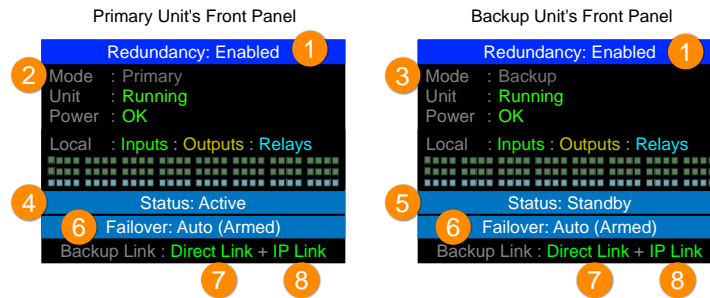 Primary Unit's Front Panel
Redundancy: Enabled 1
2 Mode : Primary
Unit : Running
Power : OK
Local : Inputs : Outputs : Relays
4 Status: Active
6 Failover: Auto (Armed)
Backup Link : Direct Link + IP Link
7 8
Backup Unit's Front Panel
Redundancy: Enabled 1
3 Mode : Backup
Unit : Running
Power : OK
Local : Inputs : Outputs : Relays
5 Status: Standby
6 Failover: Auto (Armed)
Backup Link : Direct Link + IP Link
7 8